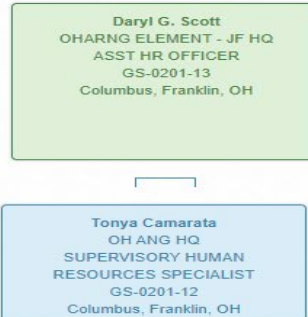 Daryl G. Scott
OHARNG ELEMENT - JF HQ
ASST HR OFFICER
GS-0201-13
Columbus, Franklin, OH
Tonya Camarata
OH ANG HQ
SUPERVISORY HUMAN
RESOURCES SPECIALIST
GS-0201-12
Columbus, Franklin, OH